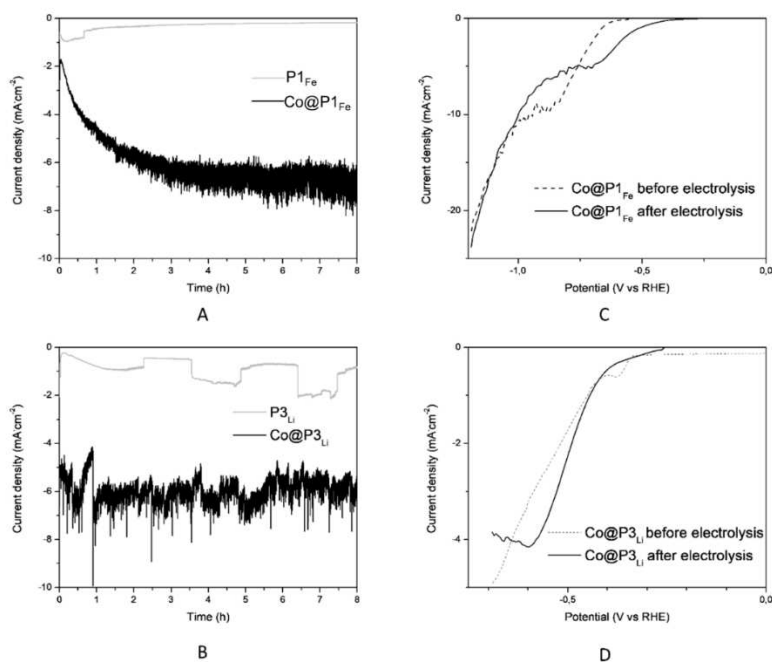 0
-2
-4
-6
-8
-10
Current density (mA·cm⁻²)
P1Fe
Co@P1Fe
0 1 2 3 4 5 6 7 8
Time (h)
A
0
-10
-20
Current density (mA·cm⁻²)
Co@P1Fe before electrolysis
Co@P1Fe after electrolysis
-1,0 -0,5 0,0
Potential (V vs RHE)
C
0
-2
-4
-6
-8
-10
Current density (mA·cm⁻²)
P3Li
Co@P3Li
0 1 2 3 4 5 6 7 8
Time (h)
B
0
-2
-4
Current density (mA·cm⁻²)
Co@P3Li before electrolysis
Co@P3Li after electrolysis
-0,5 0,0
Potential (V vs RHE)
D